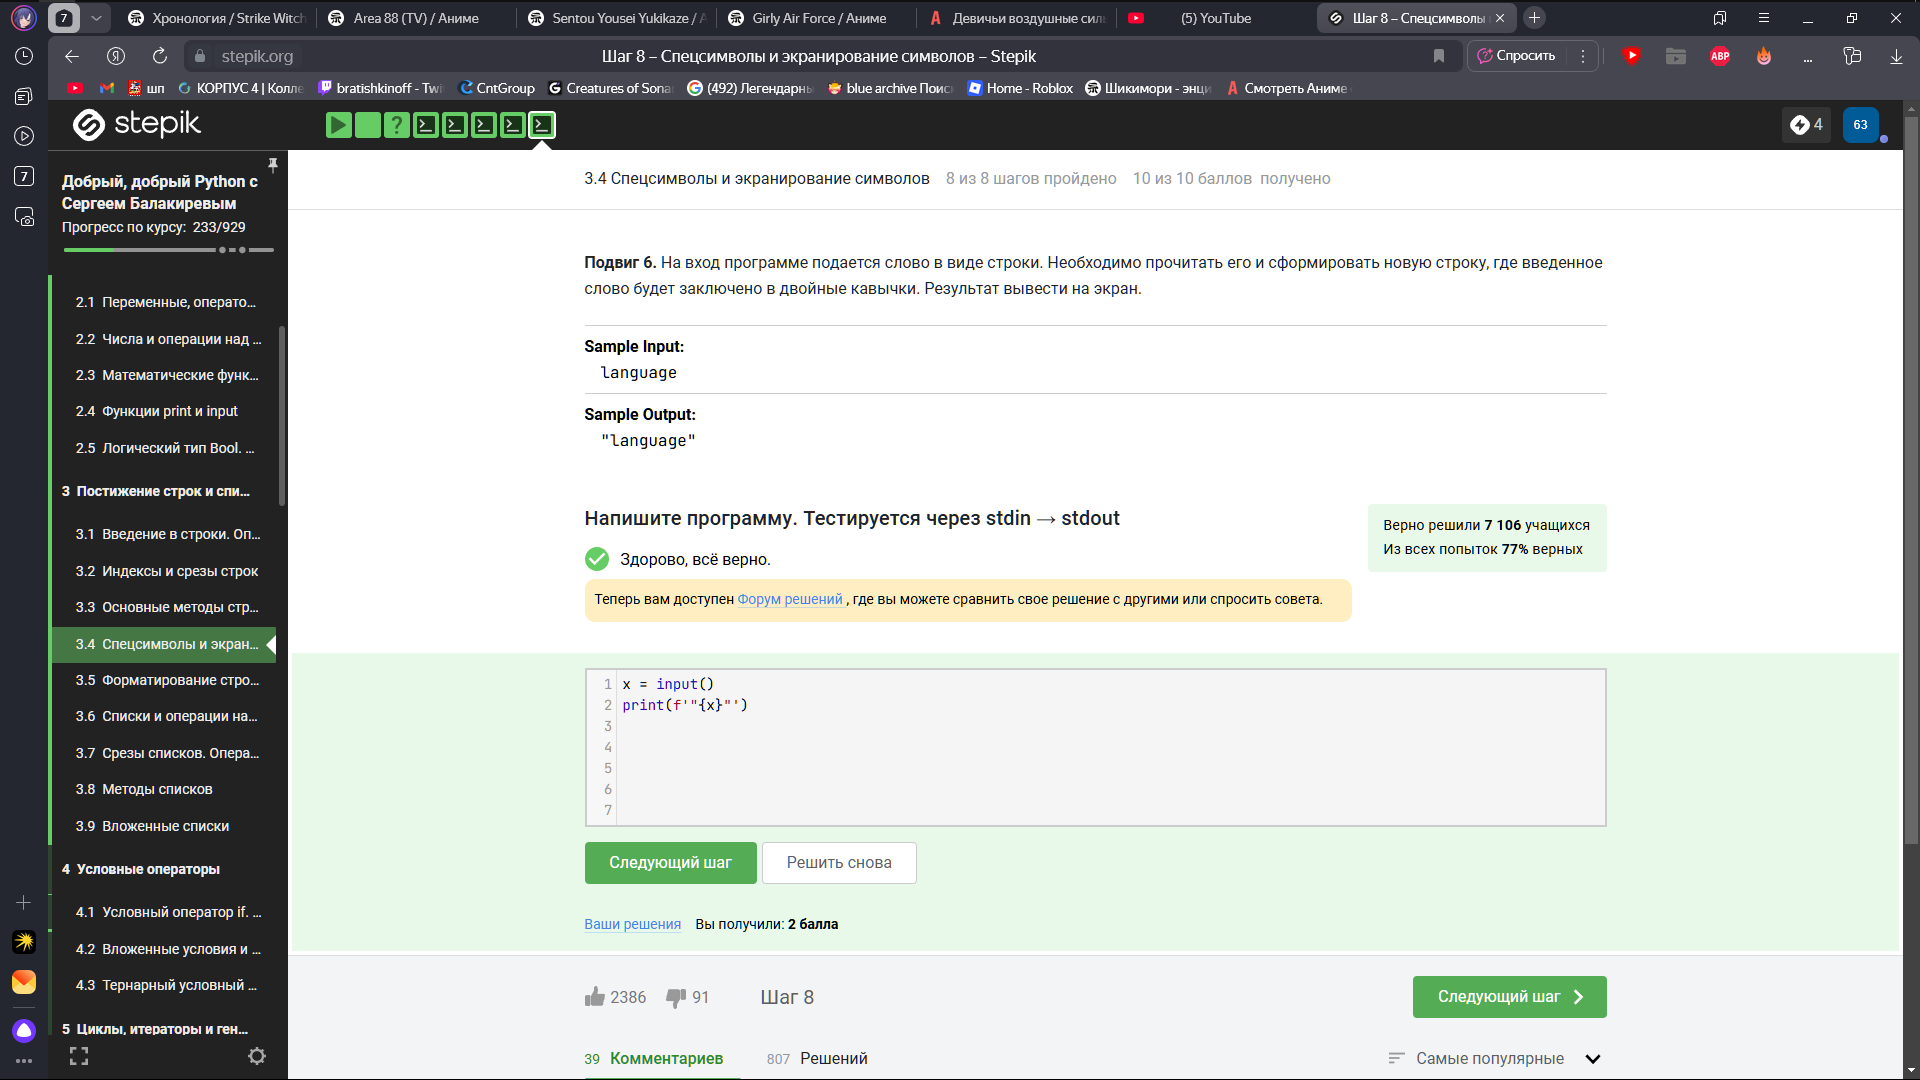 7
Хронология / Strike Witch
Area 88 (TV) / Аниме
Sentou Yousei Yukikaze / А
Girly Air Force / Аниме
Девичьи воздушные сил
(5) YouTube
Шаг 8 – Спецсимволы
stepik.org
Шаг 8 – Спецсимволы и экранирование символов – Stepik
Спросить
ABP
шп
КОРПУС 4 | Колле
bratishkinoff - Twi
CntGroup
Creatures of Sona
(492) Легендарн
blue archive Поис
Home - Roblox
Шикимори - энци
Смотреть Аниме
7
stepik
4
63
Добрый, добрый Python с
Сергеем Балакиревым
Прогресс по курсу: 233/929
2.1 Переменные, операто...
2.2 Числа и операции над ...
2.3 Математические функ...
2.4 Функции print и input
2.5 Логический тип Bool. ...
3 Постижение строк и спи...
3.1 Введение в строки. Оп...
3.2 Индексы и срезы строк
3.3 Основные методы стр...
3.4 Спецсимволы и экран...
3.5 Форматирование стро...
3.6 Списки и операции на...
3.7 Срезы списков. Опера...
3.8 Методы списков
3.9 Вложенные списки
4 Условные операторы
4.1 Условный оператор if. ...
4.2 Вложенные условия и ...
4.3 Тернарный условный ...
5 Циклы, итераторы и ген...
3.4 Спецсимволы и экранирование символов 8 из 8 шагов пройдено 10 из 10 баллов получено
Подвиг 6. На вход программе подается слово в виде строки. Необходимо прочитать его и сформировать новую строку, где введенное
слово будет заключено в двойные кавычки. Результат вывести на экран.
Sample Input:
language
Sample Output:
"language"
Напишите программу. Тестируется через stdin → stdout
Верно решили 7 106 учащихся
Из всех попыток 77% верных
Здорово, всё верно.
Теперь вам доступен Форум решений , где вы можете сравнить свое решение с другими или спросить совета.
1 x = input()
2 print(f'"{x}"')
3
4
5
6
7
Следующий шаг
Решить снова
Ваши решения Вы получили: 2 балла
2386
91
Шаг 8
Следующий шаг
39 Комментариев
807 Решений
Самые популярные